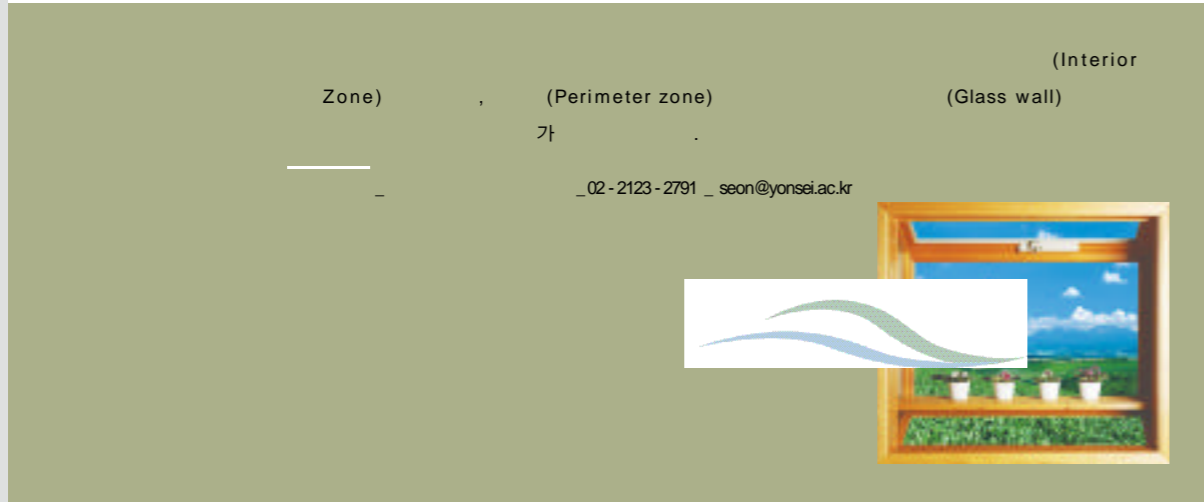 (Interior
Zone) , (Perimeter zone) (Glass wall)
가 .
_ _ 02 - 2123 - 2791 _ seon@yonsei.ac.kr